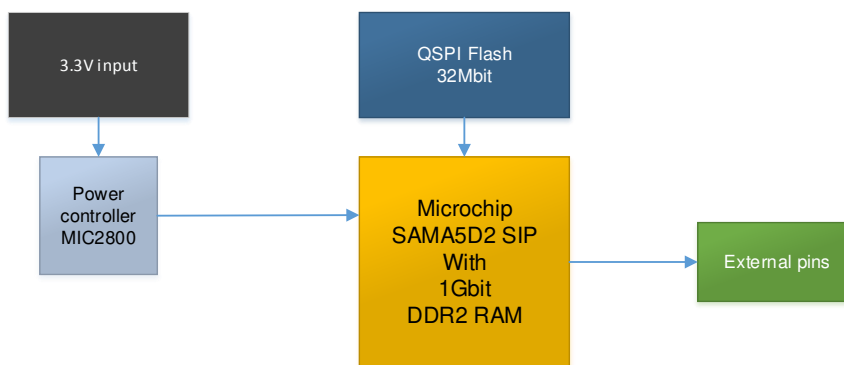 3.3V input
QSPI Flash
32Mbit
Power
controller
MIC2800
Microchip
SAMA5D2 SIP
With
1Gbit
DDR2 RAM
External pins